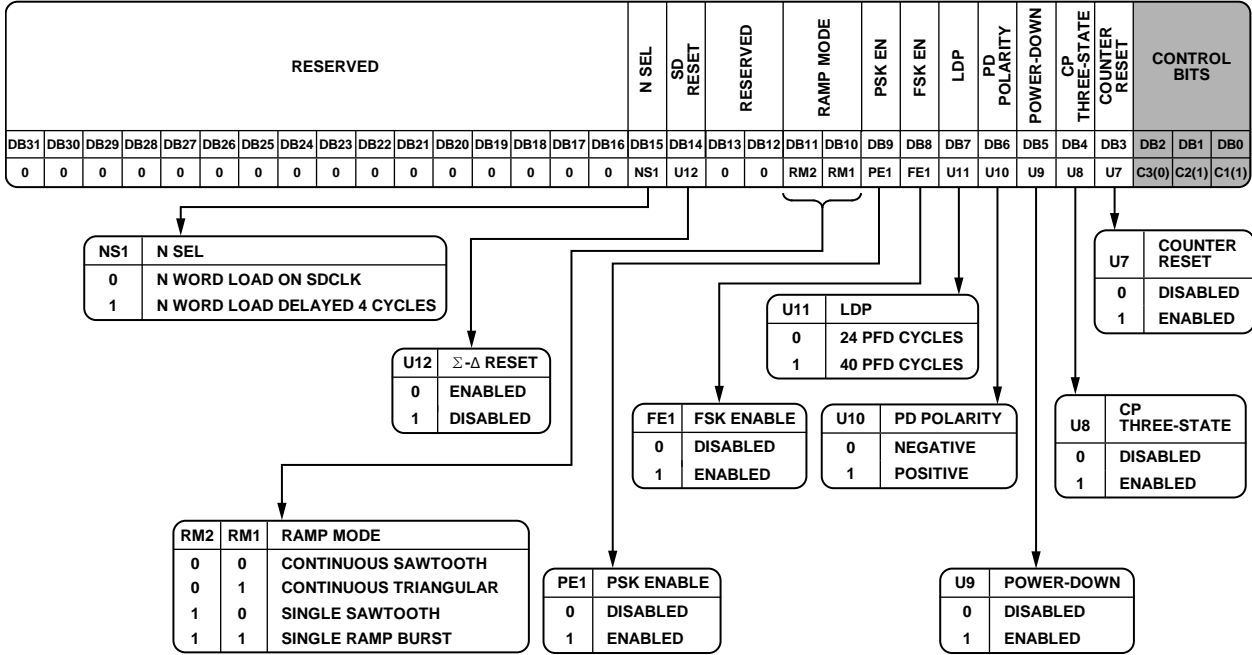 RESERVED
N SEL
SD
RESET
RESERVED
RAMP MODE
PSK EN
FSK EN
LDP
PD
POLARITY
POWER-DOWN
CP
THREE-STATE
COUNTER
RESET
CONTROL
BITS
DB31 DB30 DB29 DB28 DB27 DB26 DB25 DB24 DB23 DB22 DB21 DB20 DB19 DB18 DB17 DB16 DB15 DB14 DB13 DB12 DB11 DB10 DB9 DB8 DB7 DB6 DB5 DB4 DB3 DB2 DB1 DB0
0 0 0 0 0 0 0 0 0 0 0 0 0 0 0 0 NS1 U12 0 0 RM2 RM1 PE1 FE1 U11 U10 U9 U8 U7 C3(0) C2(1) C1(1)
NS1 N SEL
0 N WORD LOAD ON SDCLK
1 N WORD LOAD DELAYED 4 CYCLES
U7 COUNTER
RESET
0 DISABLED
1 ENABLED
U11 LDP
0 24 PFD CYCLES
1 40 PFD CYCLES
U12 Σ-Δ RESET
0 ENABLED
1 DISABLED
FE1 FSK ENABLE
0 DISABLED
1 ENABLED
U10 PD POLARITY
0 NEGATIVE
1 POSITIVE
U8 CP
THREE-STATE
0 DISABLED
1 ENABLED
RM2 RM1 RAMP MODE
0 0 CONTINUOUS SAWTOOTH
0 1 CONTINUOUS TRIANGULAR
1 0 SINGLE SAWTOOTH
1 1 SINGLE RAMP BURST
PE1 PSK ENABLE
0 DISABLED
1 ENABLED
U9 POWER-DOWN
0 DISABLED
1 ENABLED